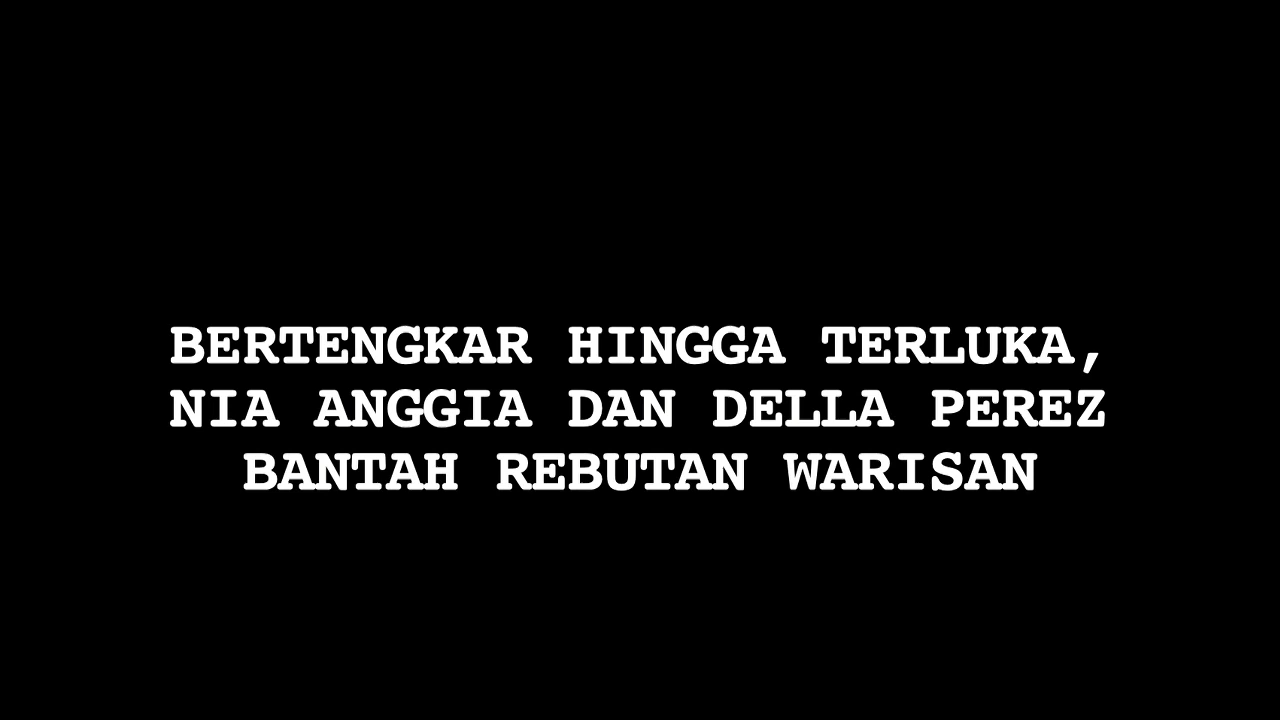 BERTENGKAR HINGGA TERLUKA,
NIA ANGGIA DAN DELLA PEREZ
BANTAH REBUTAN WARISAN